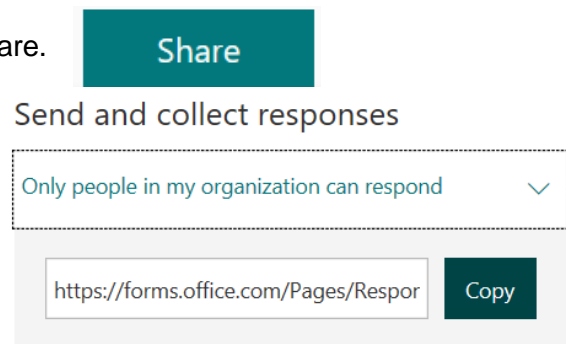 are. Share
Send and collect responses
Only people in my organization can respond
https://forms.office.com/Pages/Respor Copy